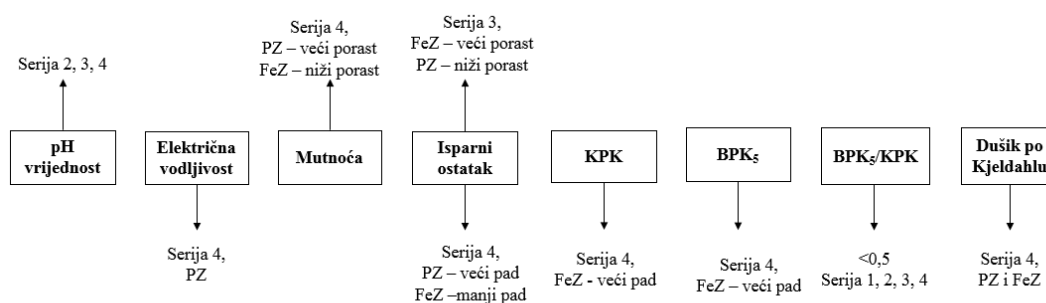 Serija 2, 3, 4
Serija 4,
PZ – veći porast
FeZ – niži porast
Serija 3,
FeZ – veći porast
PZ – niži porast
pH
vrijednost
Električna
vodljivost
Mutnoća
Isparni
ostatak
KPK
BPK₅
BPK₅/KPK
Dušik po
Kjeldahlu
Serija 4,
PZ
Serija 4,
PZ – veći pad
FeZ –manji pad
Serija 4,
FeZ - veći pad
Serija 4,
FeZ – veći pad
<0,5
Serija 1, 2, 3, 4
Serija 4,
PZ i FeZ